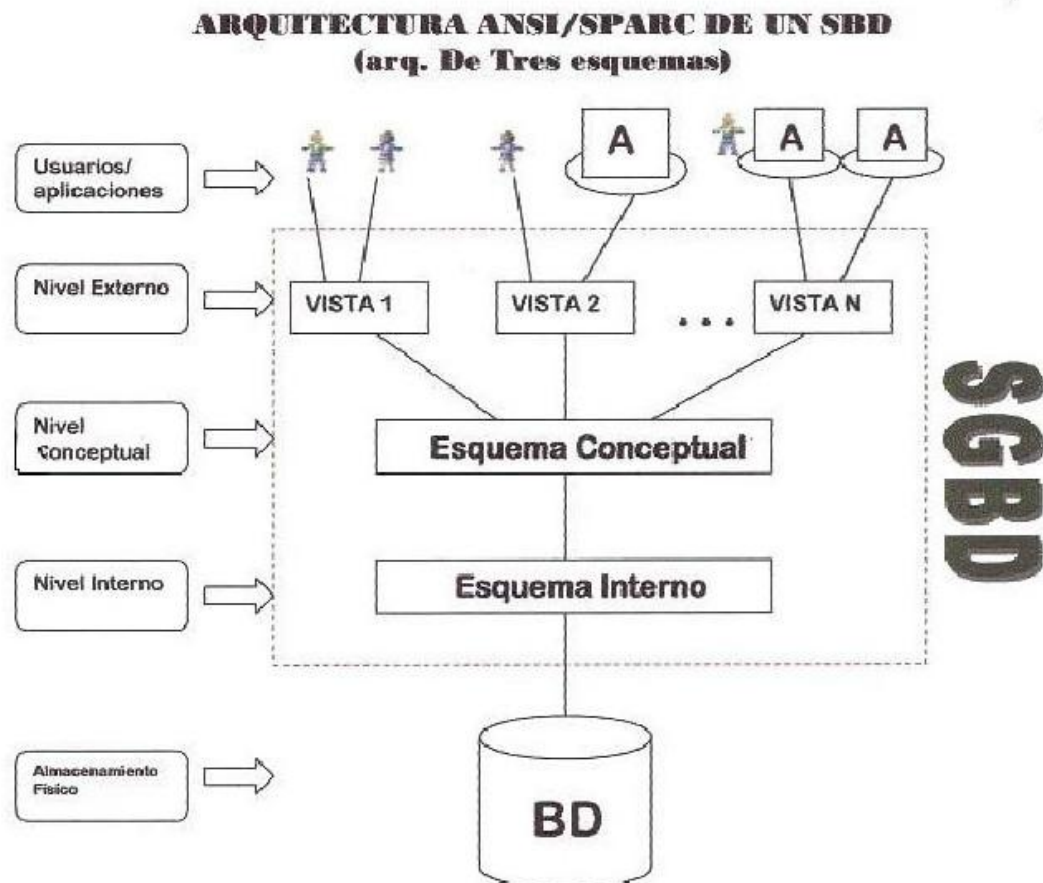 ARQUITECTURA ANSI/SPARC DE UN SBD
(arq. De Tres esquemas)
Usuarios/
aplicaciones
A
A
A
Nivel Externo
VISTA 1
VISTA 2
...
VISTA N
Nivel
conceptual
Esquema Conceptual
Nivel Interno
Esquema Interno
SGBD
Almacenamiento
Físico
BD